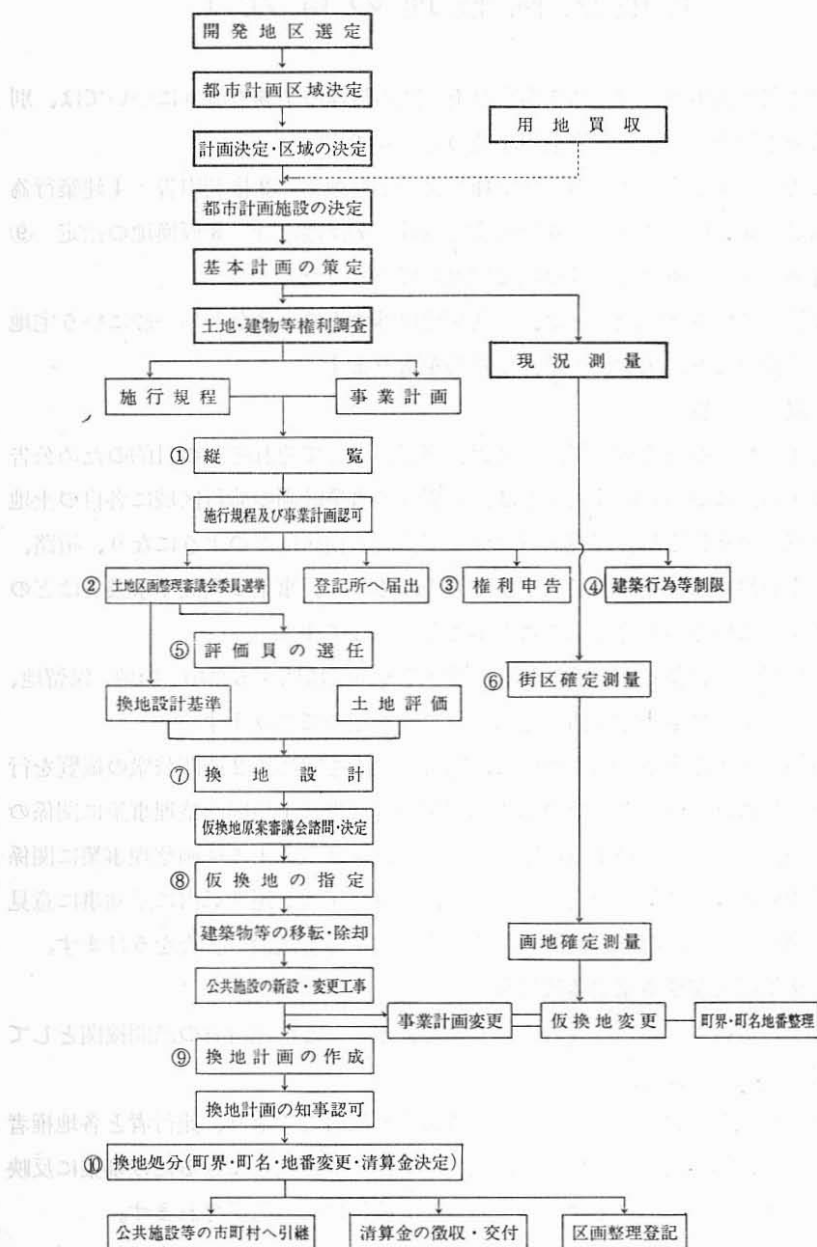 開発地区選定
都市計画区域決定
用地買収
計画決定・区域の決定
都市計画施設の決定
基本計画の策定
土地・建物等権利調査
現況測量
施行規程
事業計画
① 縦覧
施行規程及び事業計画認可
② 土地区画整理審議会委員選挙
登記所へ届出
③ 権利申告
④ 建築行為等制限
⑤ 評価員の選任
⑥ 街区確定測量
換地設計基準
土地評価
⑦ 換地設計
仮換地原案審議会諮問・決定
⑧ 仮換地の指定
建築物等の移転・除却
画地確定測量
公共施設の新設・変更工事
事業計画変更
仮換地変更
町界・町名地番整理
⑨ 換地計画の作成
換地計画の知事認可
⑩ 換地処分(町界・町名・地番変更・清算金決定)
公共施設等の市町村へ引継
清算金の徴収・交付
区画整理登記